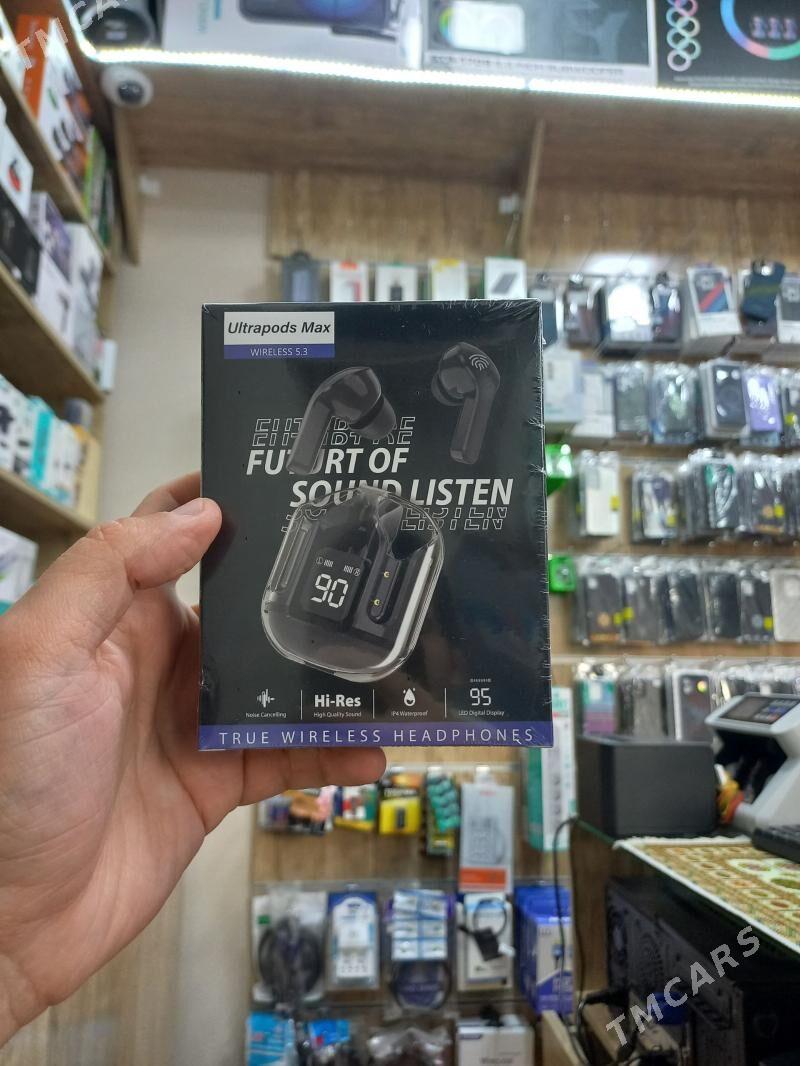 TMCARS
Ultrapods Max
WIRELESS 5.3
FUTURT OF
SOUND LISTEN
LISTEN
90
Noise Cancelling
Hi-Res
High Quality Sound
IP4 Waterproof
95
LED Digital Display
TRUE WIRELESS HEADPHONES
TMCARS